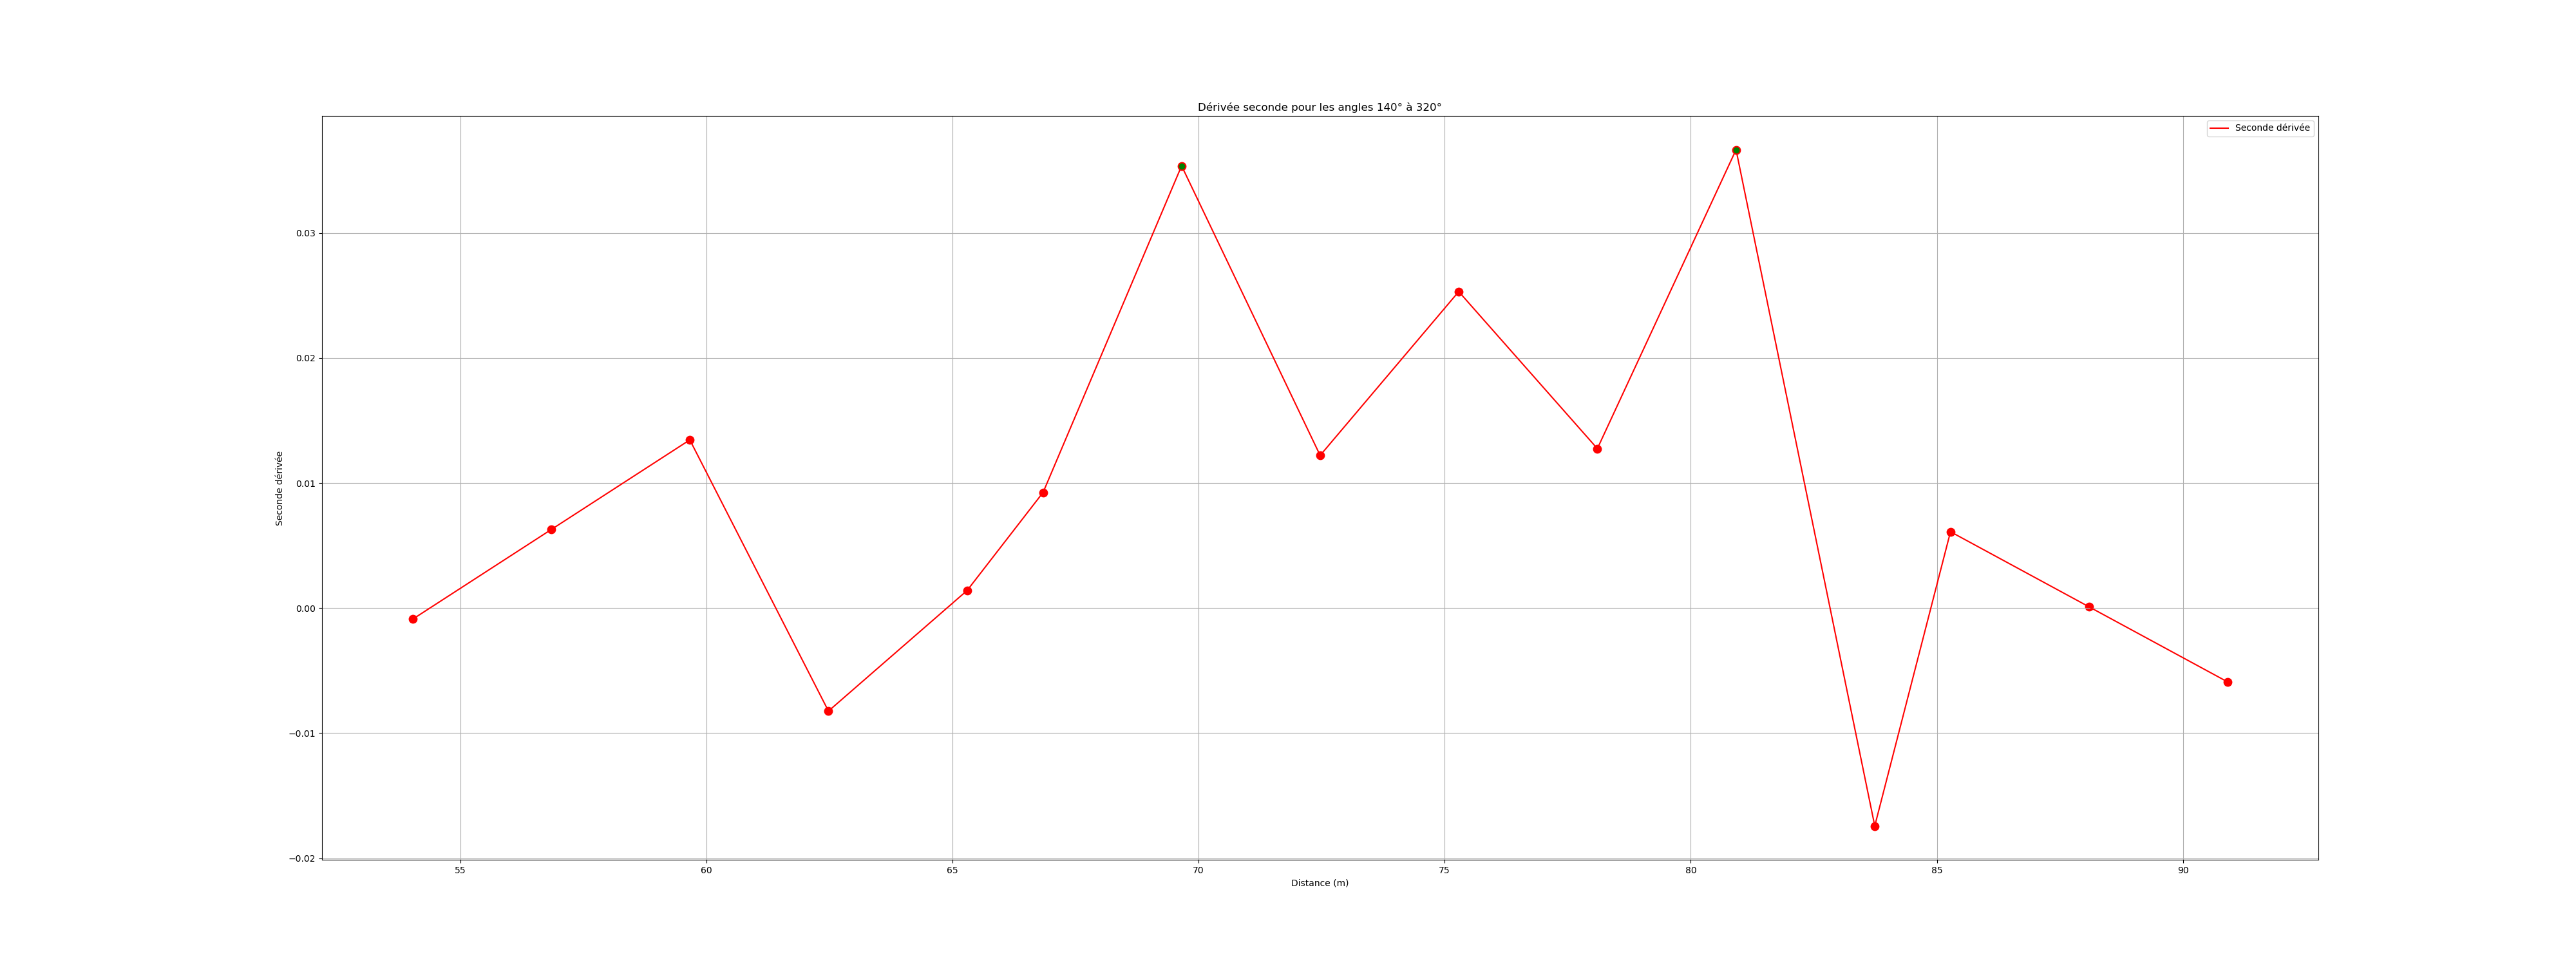 Dérivée seconde pour les angles 140° à 320°
Seconde dérivée
Seconde dérivée
0.03
0.02
0.01
0.00
−0.01
−0.02
55 60 65 70 75 80 85 90
Distance (m)